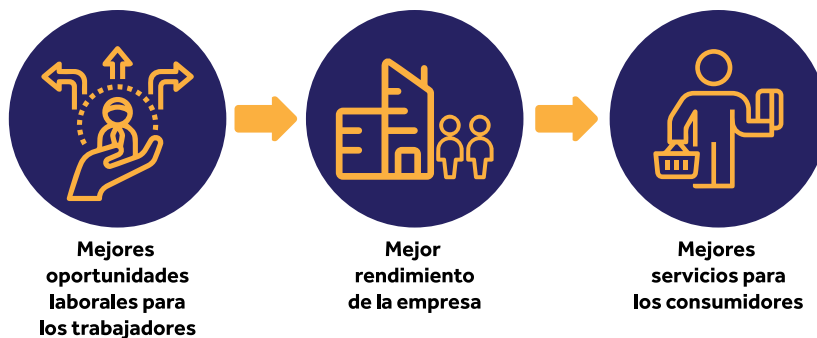 Mejores
oportunidades
laborales para
los trabajadores
Mejor
rendimiento
de la empresa
Mejores
servicios para
los consumidores